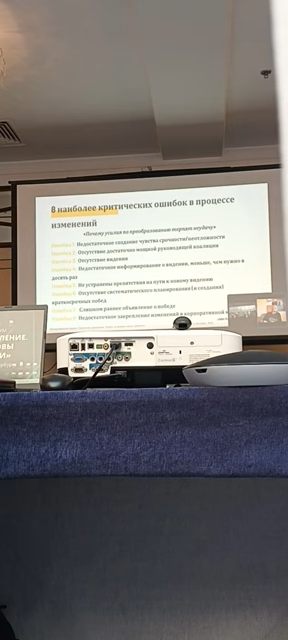 8 наиболее критических ошибок в процессе
изменений
«Почему усилия по преобразованию терпят неудачу»
Ошибка 1: Недостаточное создание чувства срочности/неотложности
Ошибка 2: Отсутствие достаточно мощной руководящей коалиции
Ошибка 3: Отсутствие видения
Ошибка 4: Недостаточное информирование о видении, меньше, чем нужно в
десять раз
Ошибка 5: Не устранены препятствия на пути к новому видению
Ошибка 6: Отсутствие систематического планирования (и создания)
краткосрочных побед
Ошибка 7: Слишком раннее объявление о победе
Ошибка 8: Недостаточное закрепление изменений в корпоративной
ЛЕНИЕ.